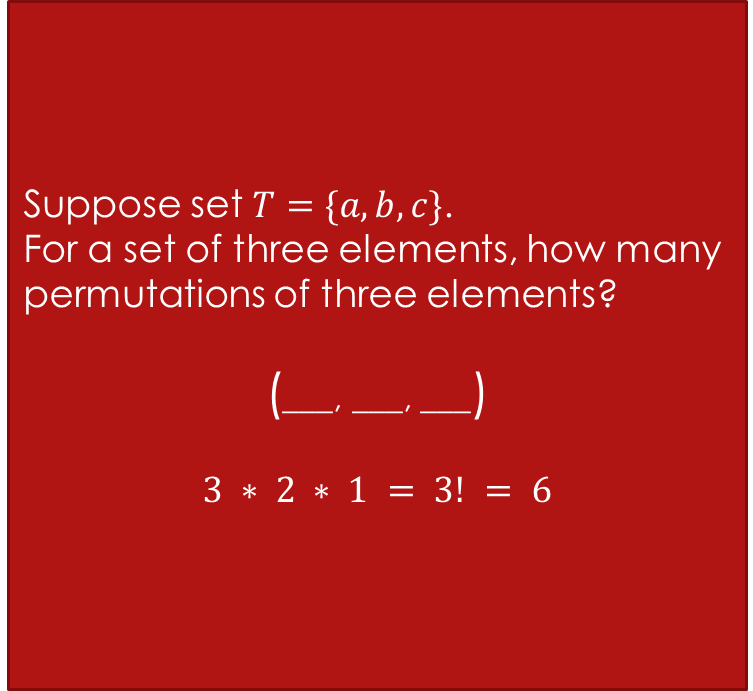 Suppose set T = {a, b, c}.
For a set of three elements, how many
permutations of three elements?
(___, ___, ___)
3 * 2 * 1 = 3! = 6